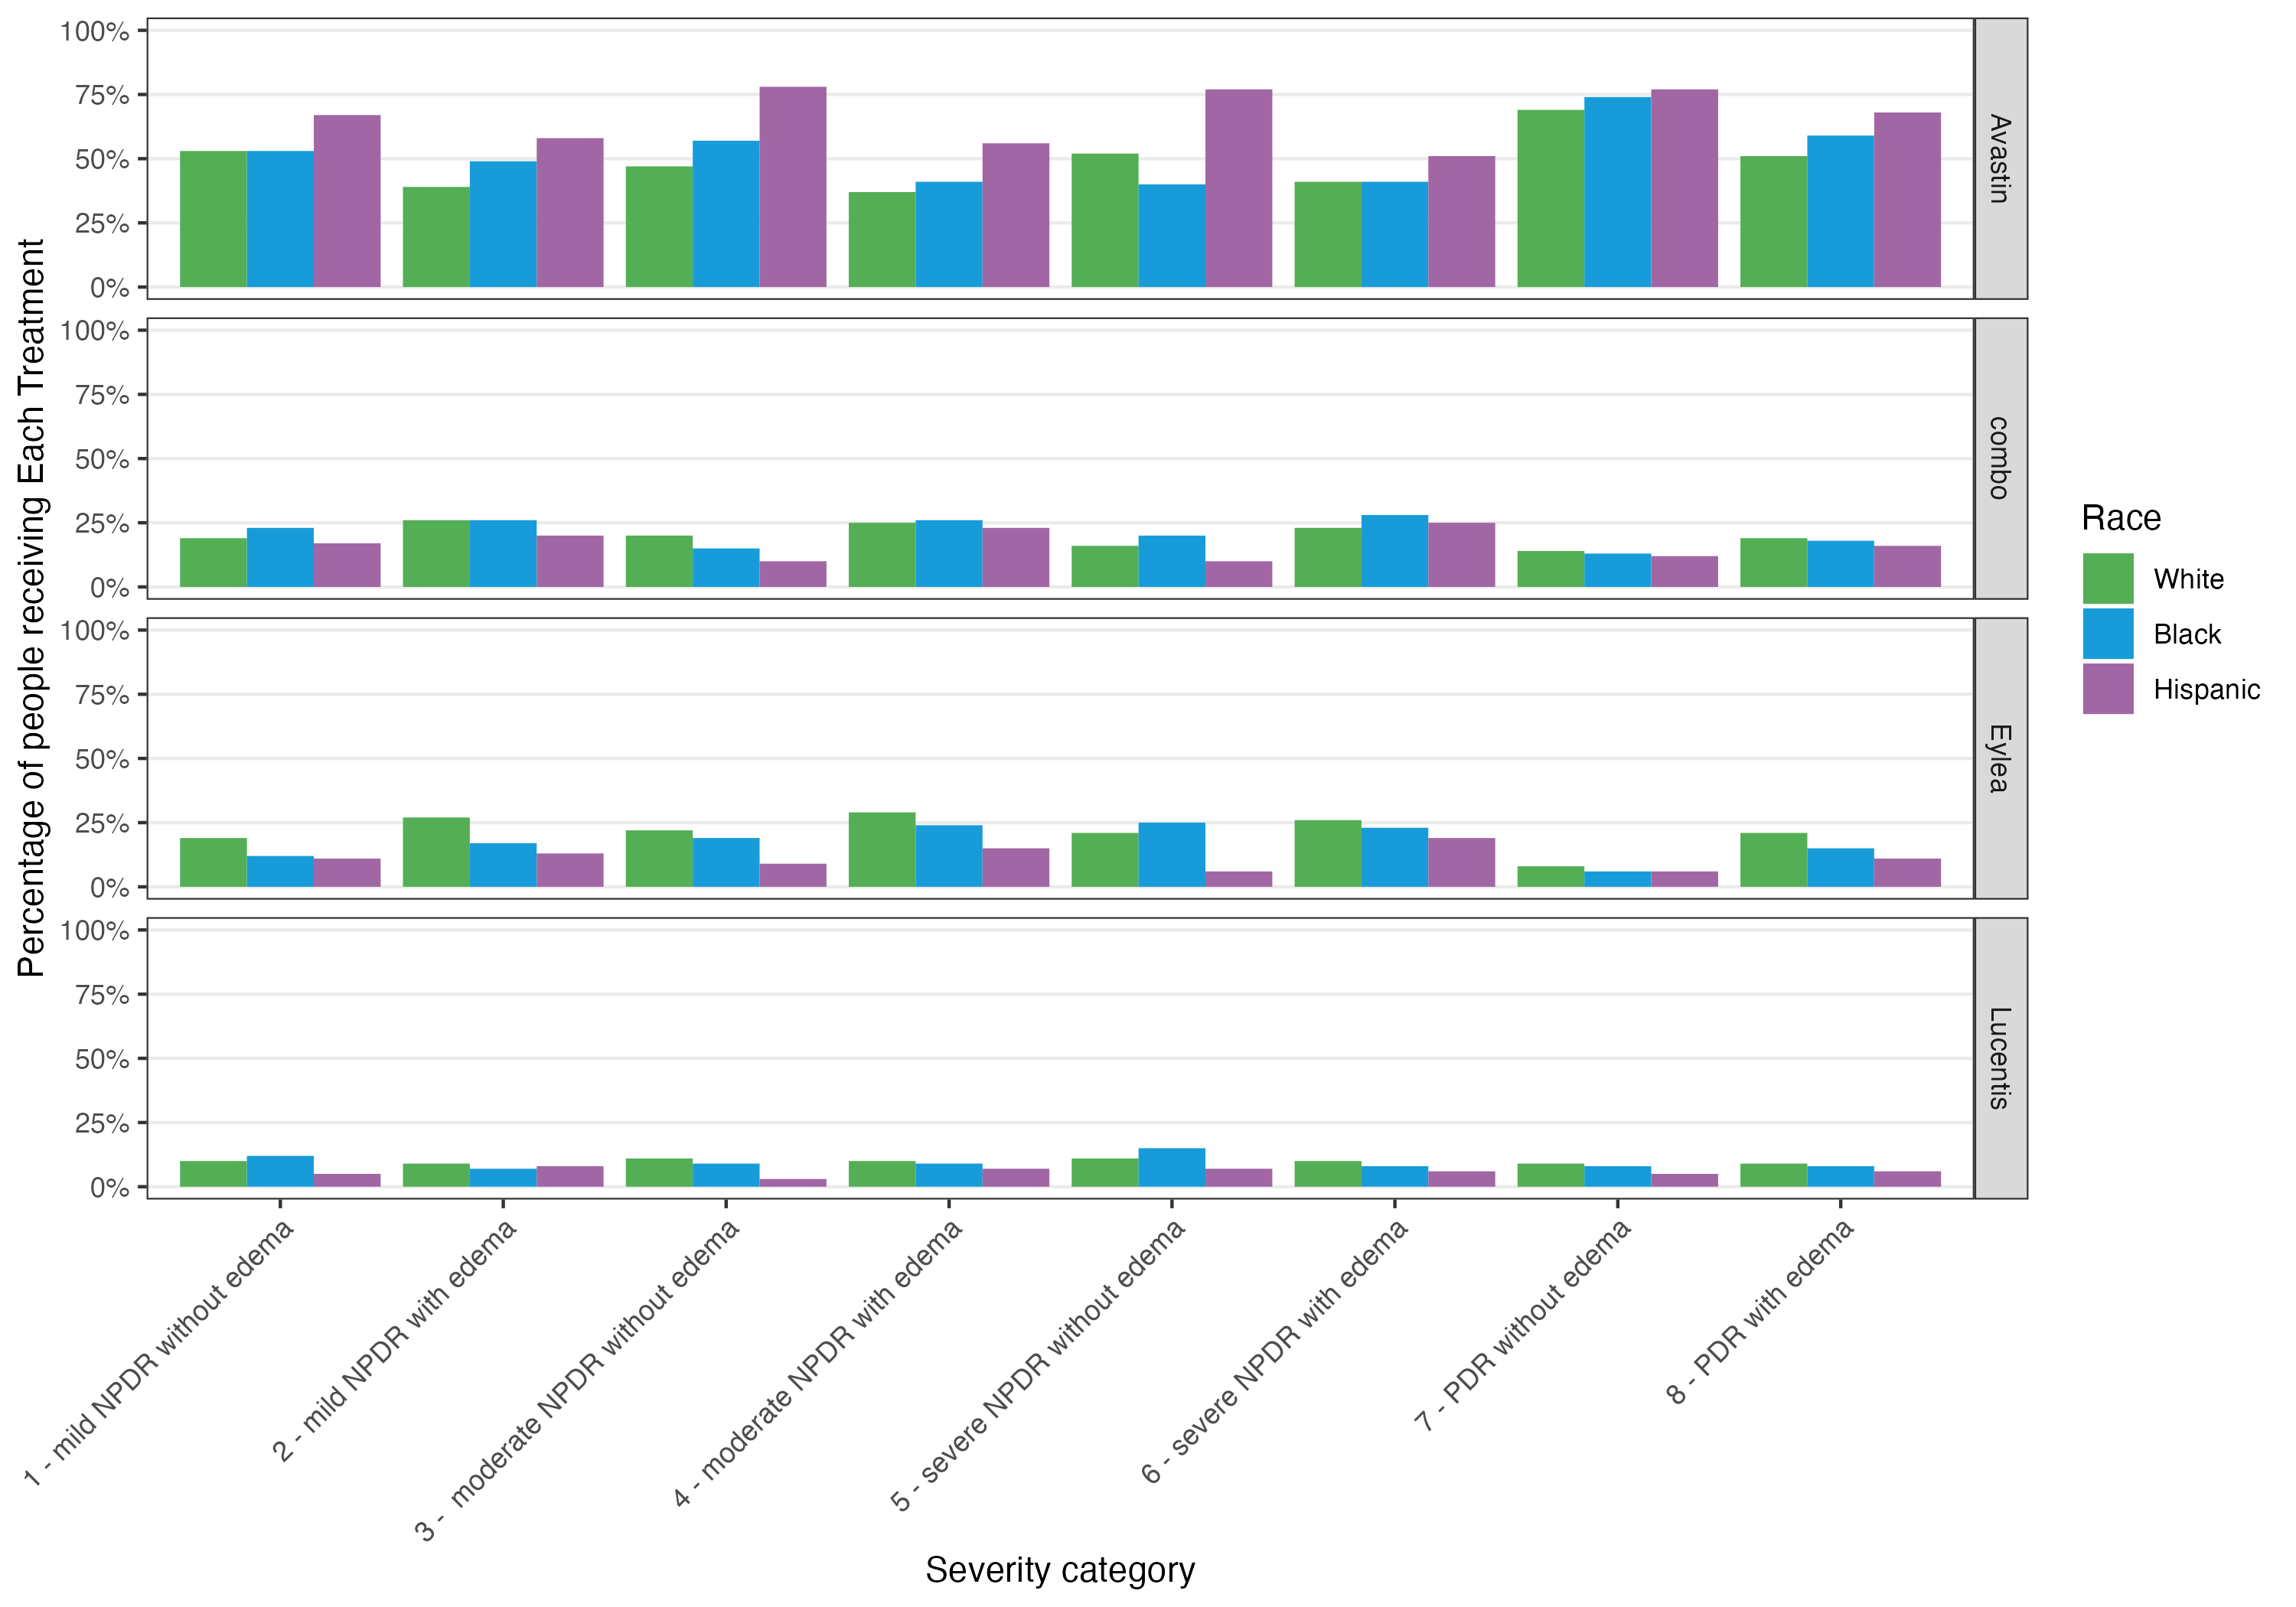 Percentage of people receiving Each Treatment
100%
75%
50%
25%
0%
Avastin
100%
75%
50%
25%
0%
combo
100%
75%
50%
25%
0%
Eylea
100%
75%
50%
25%
0%
Lucentis
1 - mild NPDR without edema
2 - mild NPDR with edema
3 -  moderate NPDR without edema
4 - moderate NPDR with edema
5 - severe NPDR without edema
6 - severe NPDR with edema
7 - PDR without edema
8 - PDR with edema
Severity category
Race
White
Black
Hispanic